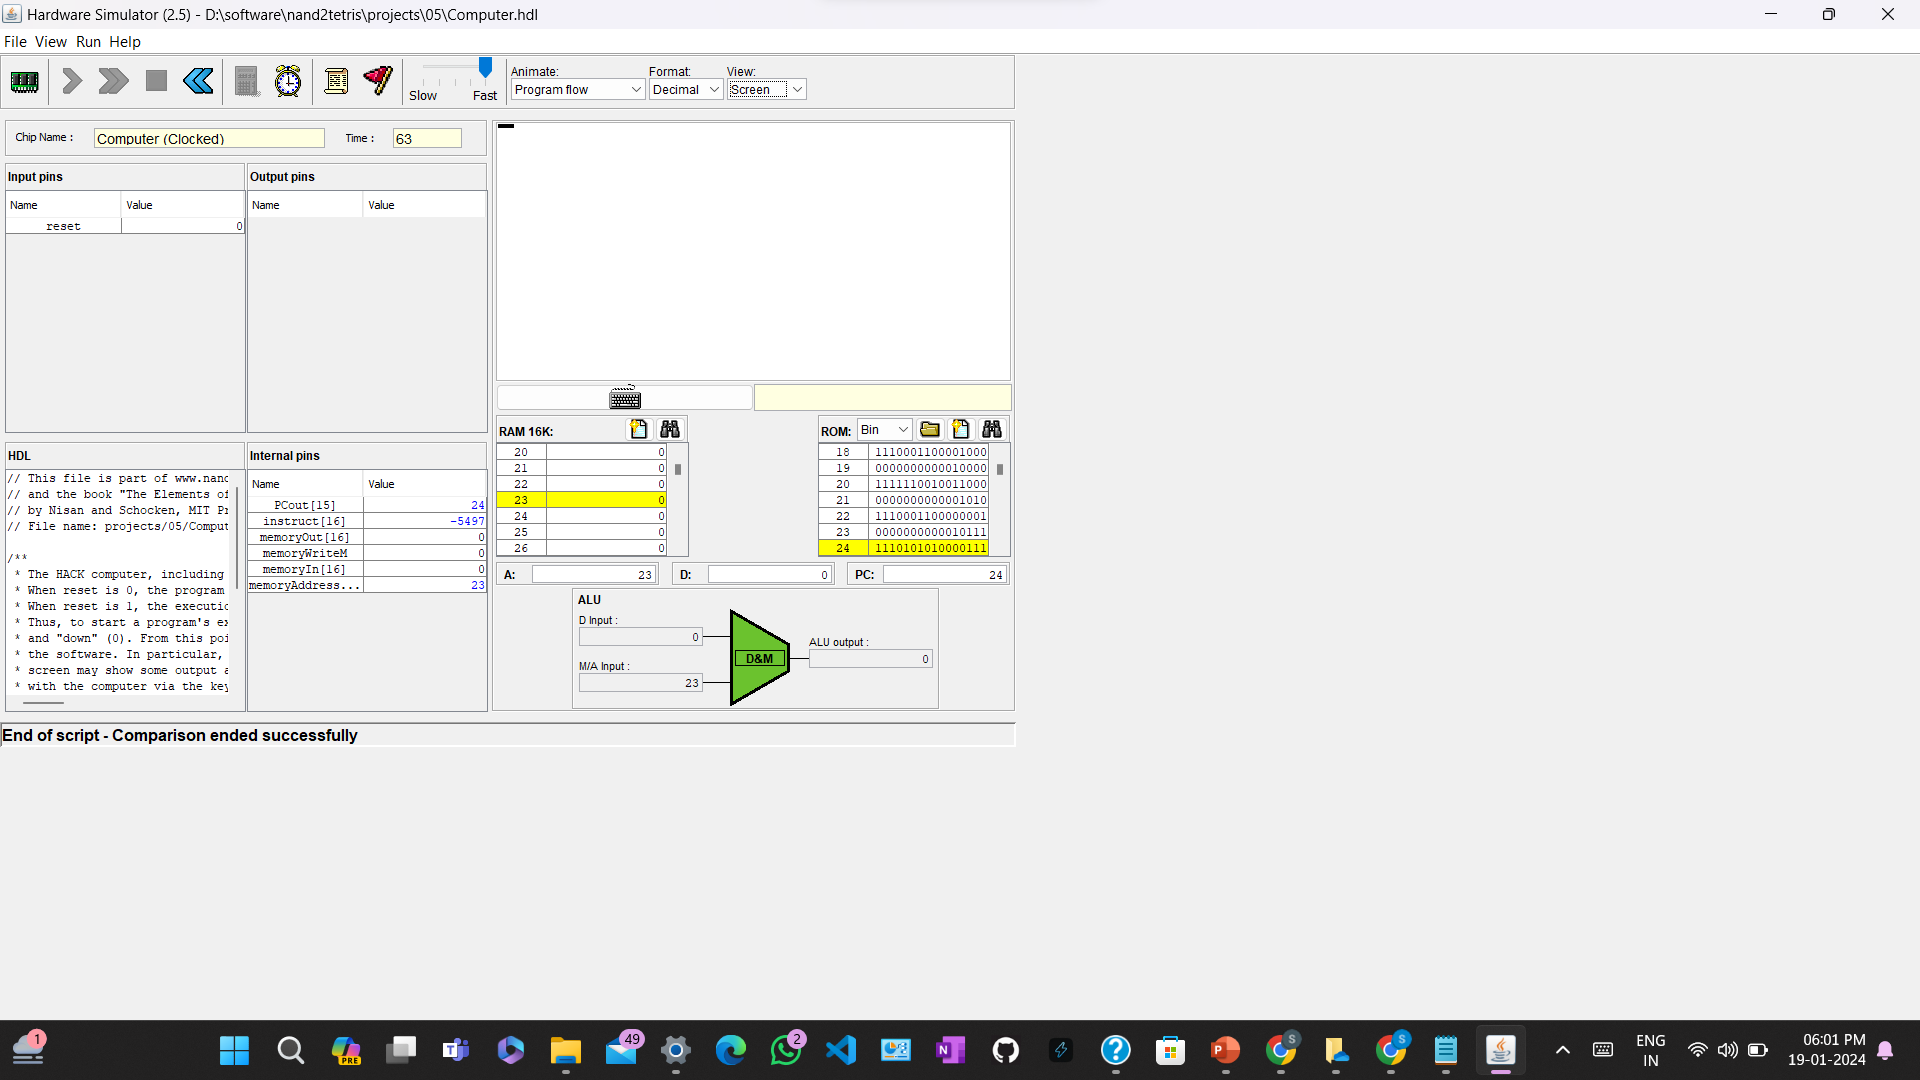 Hardware Simulator (2.5) - D:\software\nand2tetris\projects\05\Computer.hdl
File View Run Help
Slow Fast
Animate: Format: View:
Program flow Decimal Screen
Chip Name : Computer (Clocked) Time : 63
Input pins
Name Value
reset 0
Output pins
Name Value
HDL
// This file is part of www.nand
// and the book "The Elements of
// by Nisan and Schocken, MIT Pr
// File name: projects/05/Comput
/**
* The HACK computer, including
* When reset is 0, the program
* When reset is 1, the executio
* Thus, to start a program's ex
* and "down" (0). From this poi
* the software. In particular,
* screen may show some output a
* with the computer via the key
Internal pins
Name Value
PCout[15] 24
instruct[16] -5497
memoryOut[16] 0
memoryWriteM 0
memoryIn[16] 0
memoryAddress... 23
RAM 16K:
20 0
21 0
22 0
23 0
24 0
25 0
26 0
ROM: Bin
18 1110001100001000
19 0000000000010000
20 1111110010011000
21 0000000000001010
22 1110001100000001
23 0000000000010111
24 1110101010000111
A: 23 D: 0 PC: 24
ALU
D Input :
0
M/A Input :
23
D&M
ALU output :
0
End of script - Comparison ended successfully
1
PRE
49
2
S
S
ENG
IN
06:01 PM
19-01-2024